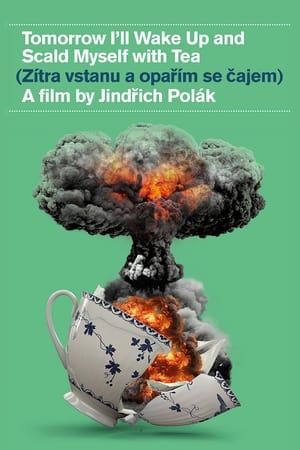 Tomorrow I'll Wake Up and
Scald Myself with Tea
(Zítra vstanu a opařím se čajem)
A film by Jindřich Polák